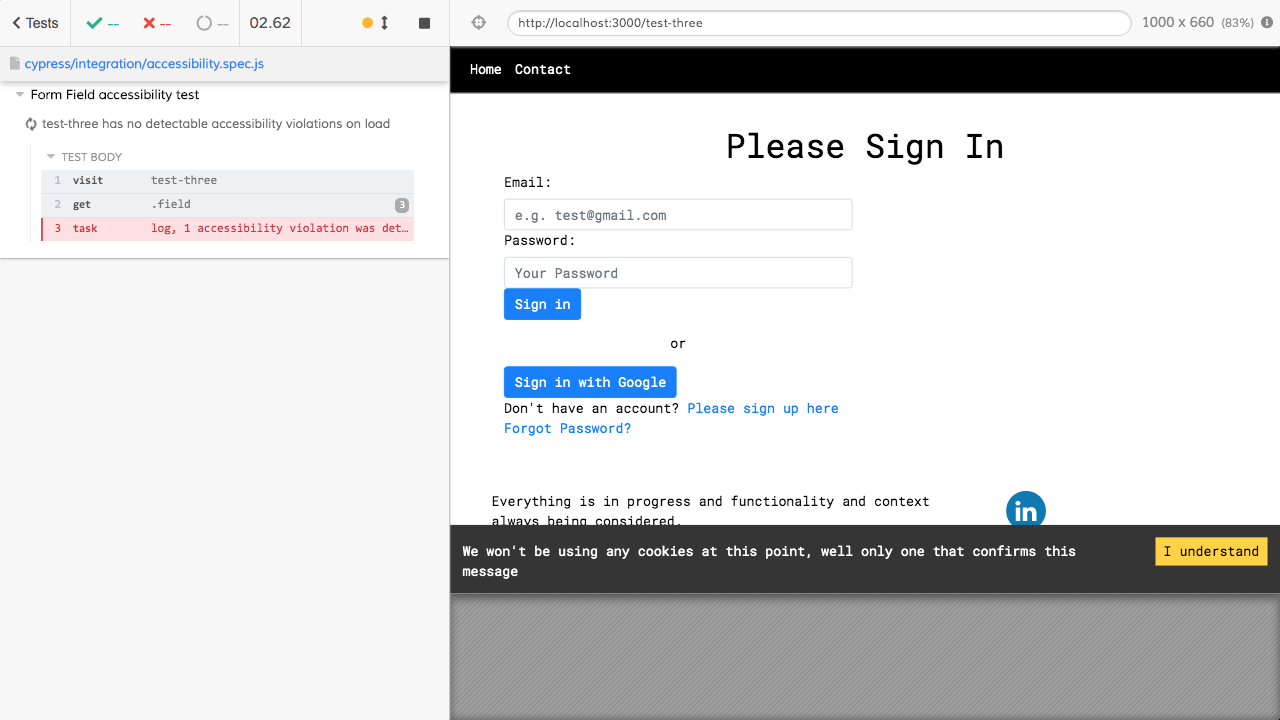 Tests
--
--
--
02.62
http://localhost:3000/test-three
1000 x 660 (83%)
cypress/integration/accessibility.spec.js
Form Field accessibility test
test-three has no detectable accessibility violations on load
TEST BODY
1 visit test-three
2 get .field 3
3 task log, 1 accessibility violation was det…
Home Contact
Please Sign In
Email:
e.g. test@gmail.com
Password:
Your Password
Sign in
or
Sign in with Google
Don't have an account? Please sign up here
Forgot Password?
Everything is in progress and functionality and context
always being considered.
in
We won't be using any cookies at this point, well only one that confirms this
message
I understand